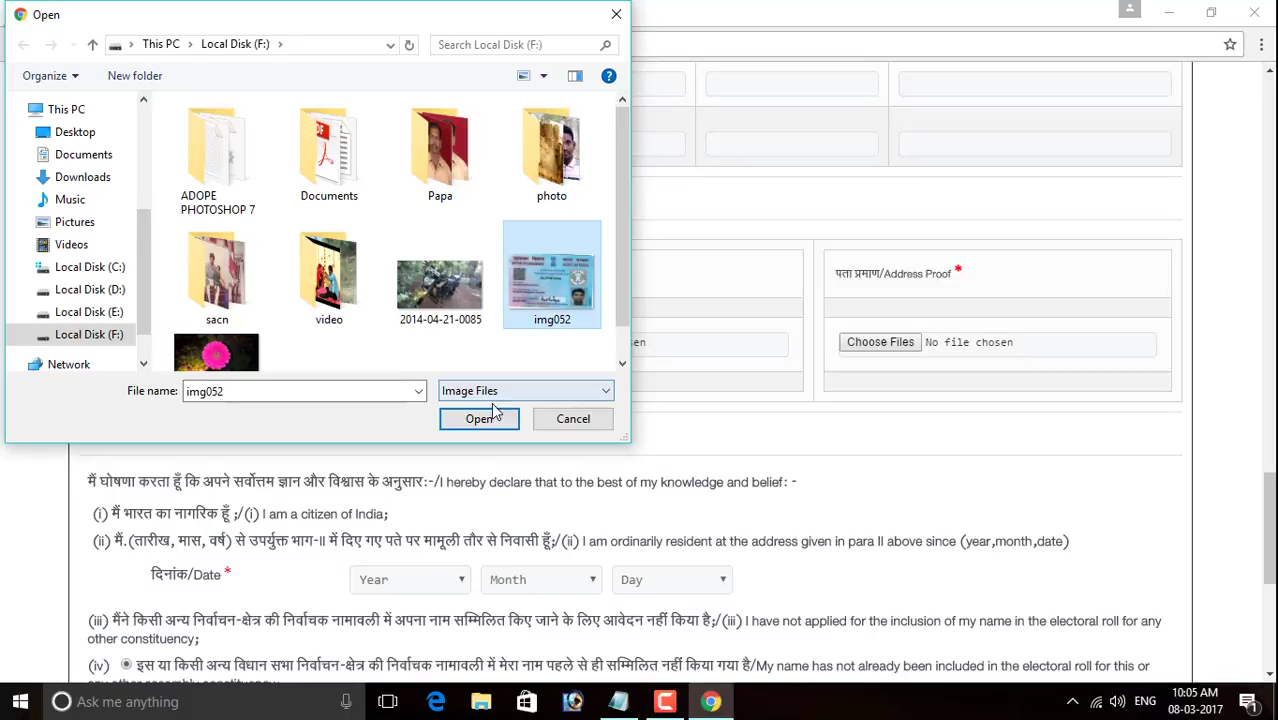 Open
This PC
Local Disk (F:)
Search Local Disk (F:)
Organize
New folder
This PC
Desktop
Documents
Downloads
Music
Pictures
Videos
Local Disk (C:)
Local Disk (D:)
Local Disk (E:)
Local Disk (F:)
Network
ADOPE
PHOTOSHOP 7
Documents
Papa
photo
sacn
video
2014-04-21-0085
img052
PDF
File name:
img052
Image Files
Open
Cancel
पता प्रमाण/Address Proof *
Choose Files No file chosen
मैं घोषणा करता हूँ कि अपने सर्वोत्तम ज्ञान और विश्वास के अनुसार:-/I hereby declare that to the best of my knowledge and belief: -
(i) मैं भारत का नागरिक हूँ ;/(i) I am a citizen of India;
(ii) मैं.(तारीख, मास, वर्ष) से उपर्युक्त भाग-II में दिए गए पते पर मामूली तौर से निवासी हूँ;/(ii) I am ordinarily resident at the address given in para II above since (year,month,date)
दिनांक/Date *
Year
Month
Day
(iii) मैंने किसी अन्य निर्वाचन-क्षेत्र की निर्वाचक नामावली में अपना नाम सम्मिलित किए जाने के लिए आवेदन नहीं किया है;/(iii) I have not applied for the inclusion of my name in the electoral roll for any
other constituency;
(iv) इस या किसी अन्य विधान सभा निर्वाचन-क्षेत्र की निर्वाचक नामावली में मेरा नाम पहले से ही सम्मिलित नहीं किया गया है/My name has not already been included in the electoral roll for this or
any other assembly constituency;
Ask me anything
ENG
10:05 AM
08-03-2017
1